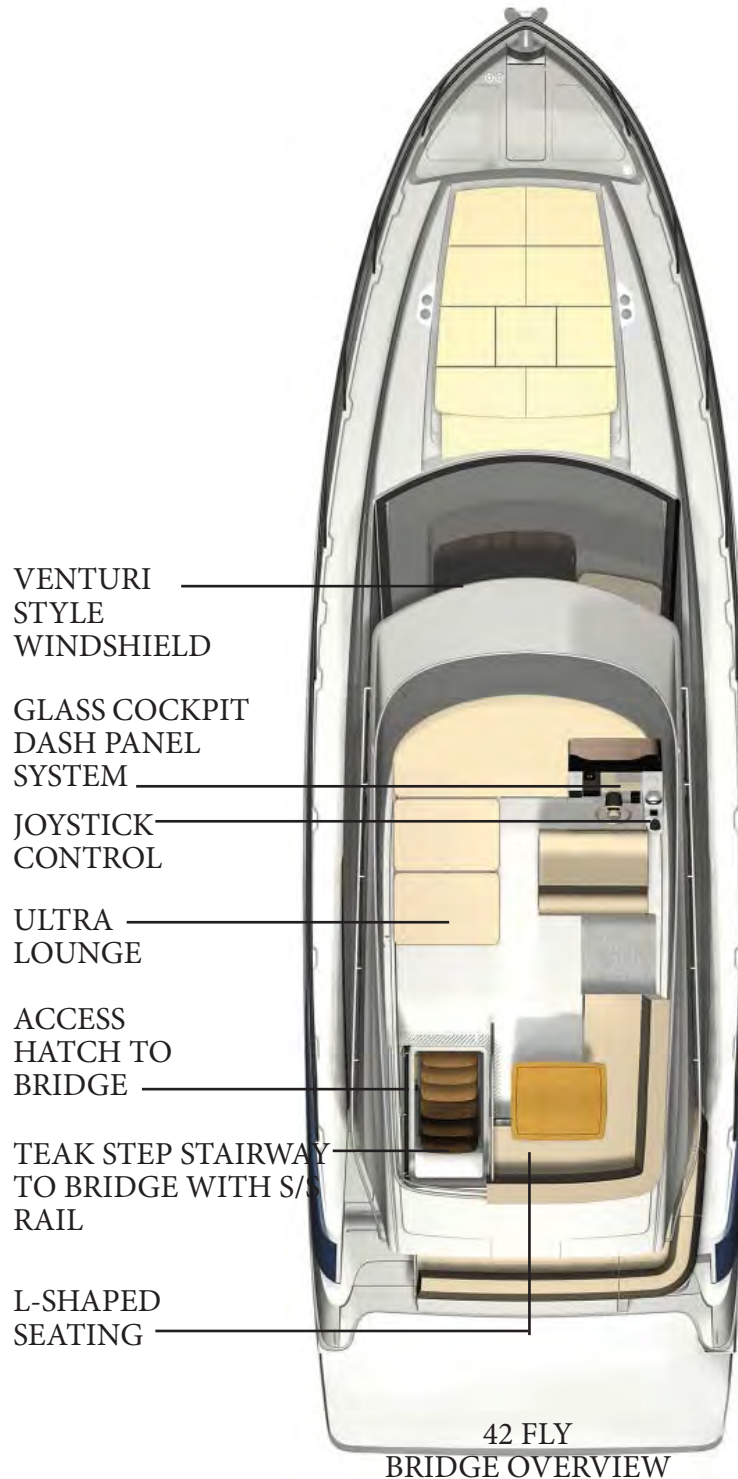 VENTURI
STYLE
WINDSHIELD
GLASS COCKPIT
DASH PANEL
SYSTEM
JOYSTICK
CONTROL
ULTRA
LOUNGE
ACCESS
HATCH TO
BRIDGE
TEAK STEP STAIRWAY
TO BRIDGE WITH S/S
RAIL
L-SHAPED
SEATING
42 FLY
BRIDGE OVERVIEW